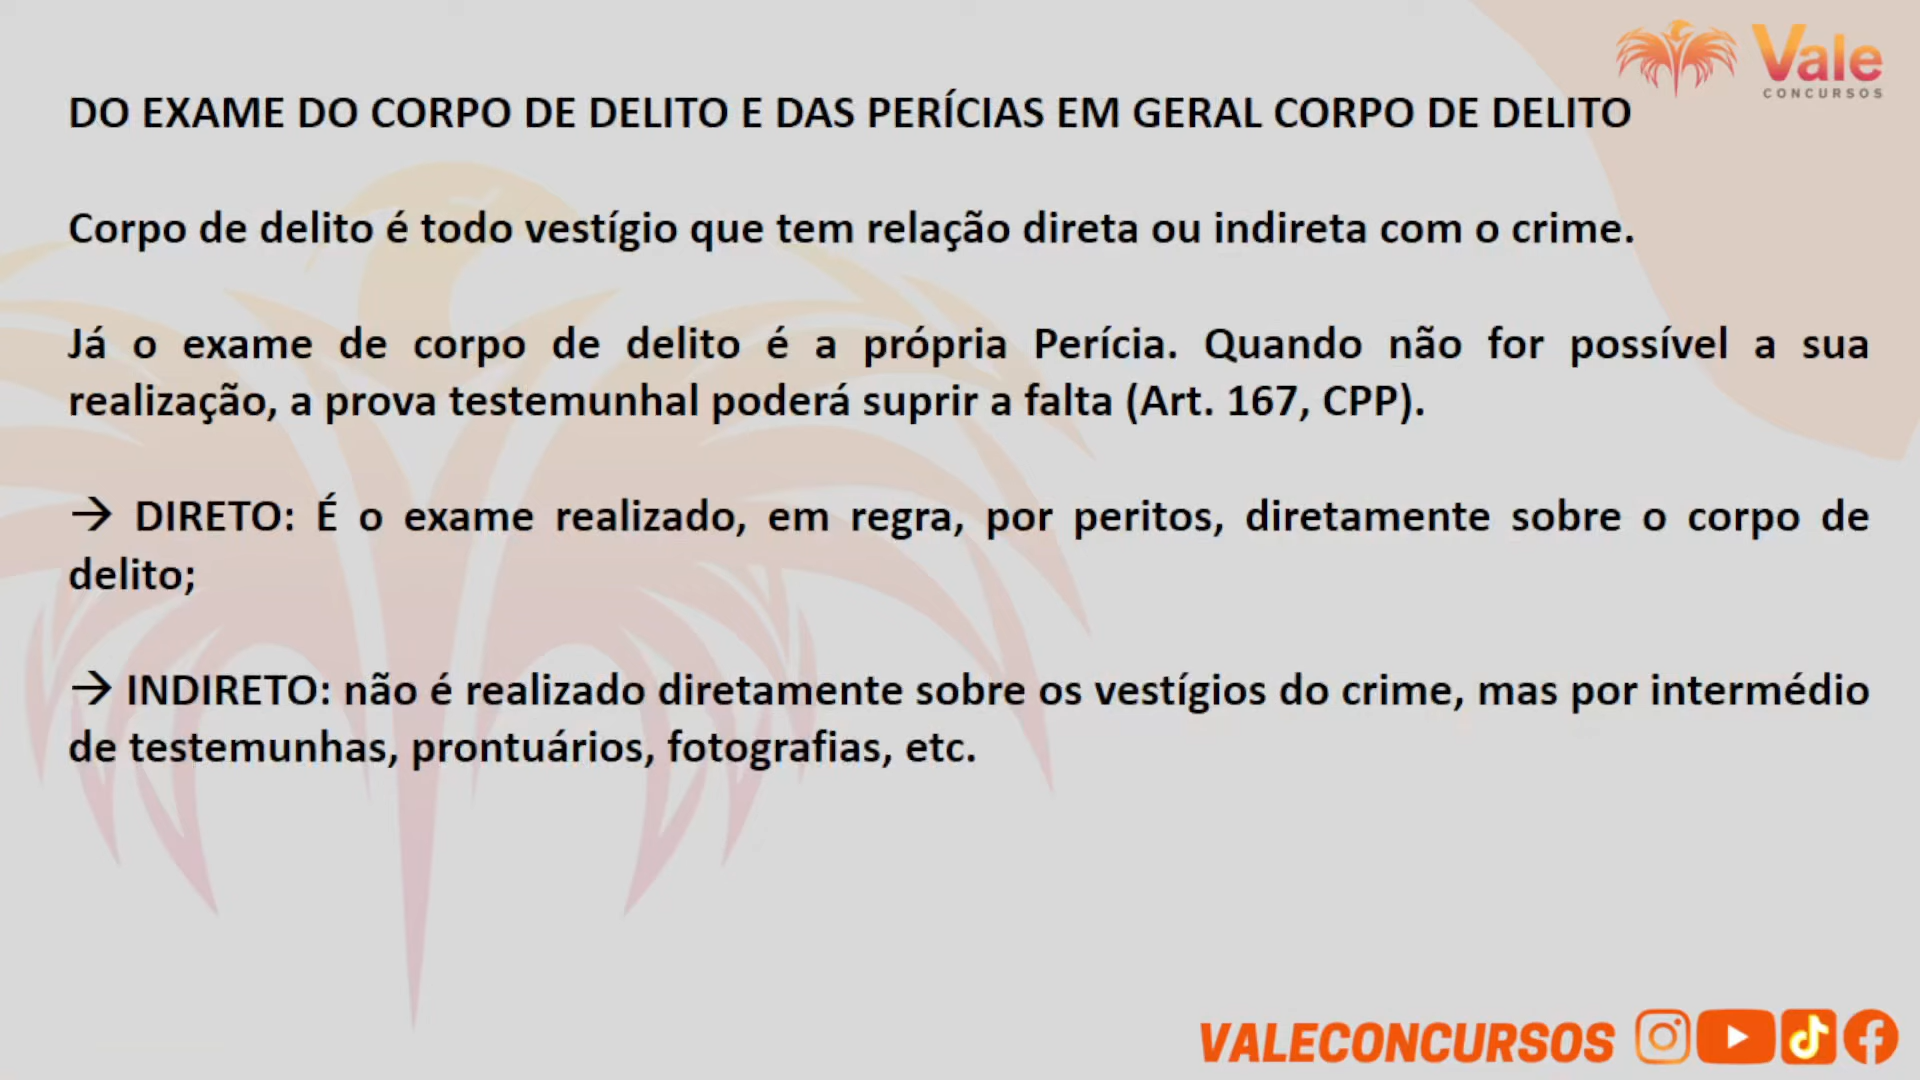 Vale
CONCURSOS
DO EXAME DO CORPO DE DELITO E DAS PERÍCIAS EM GERAL CORPO DE DELITO
Corpo de delito é todo vestígio que tem relação direta ou indireta com o crime.
Já o exame de corpo de delito é a própria Perícia. Quando não for possível a sua
realização, a prova testemunhal poderá suprir a falta (Art. 167, CPP).
→ DIRETO: É o exame realizado, em regra, por peritos, diretamente sobre o corpo de
delito;
→ INDIRETO: não é realizado diretamente sobre os vestígios do crime, mas por intermédio
de testemunhas, prontuários, fotografias, etc.
VALECONCURSOS